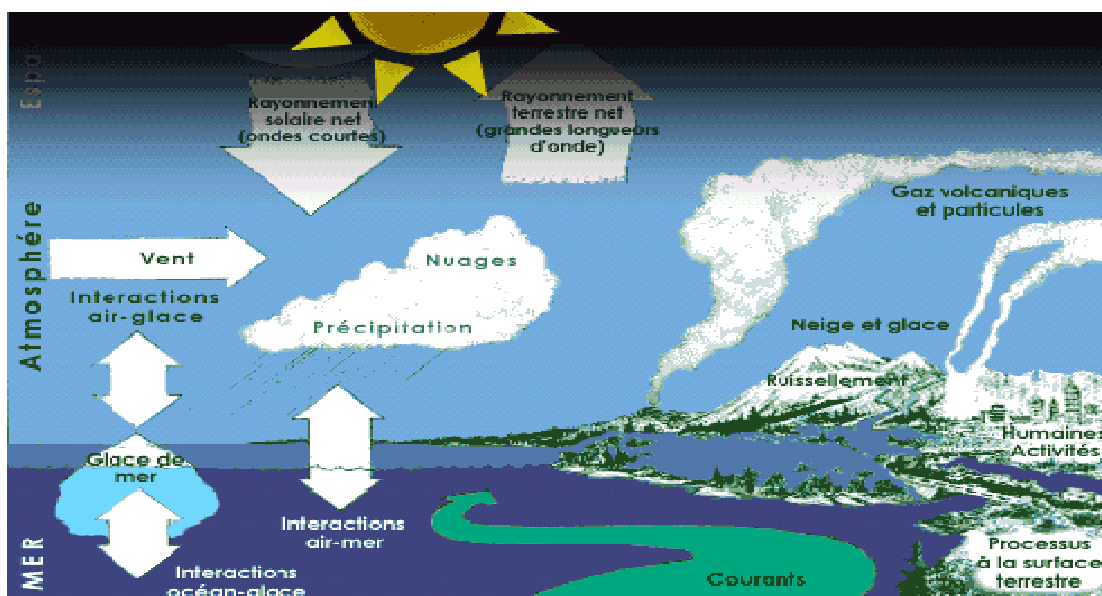 Espa
Rayonnement
solaire net
(ondes courtes)
Rayonnement
terrestre net
(grandes longueurs
d'onde)
Gaz volcaniques
et particules
Atmosphére
Vent
Nuages
Interactions
air-glace
Précipitation
Neige et glace
Ruissellement
Humaines
Activités
Glace de
mer
Interactions
air-mer
MER
Interactions
océan-glace
Courants
Processus
à la surface
terrestre